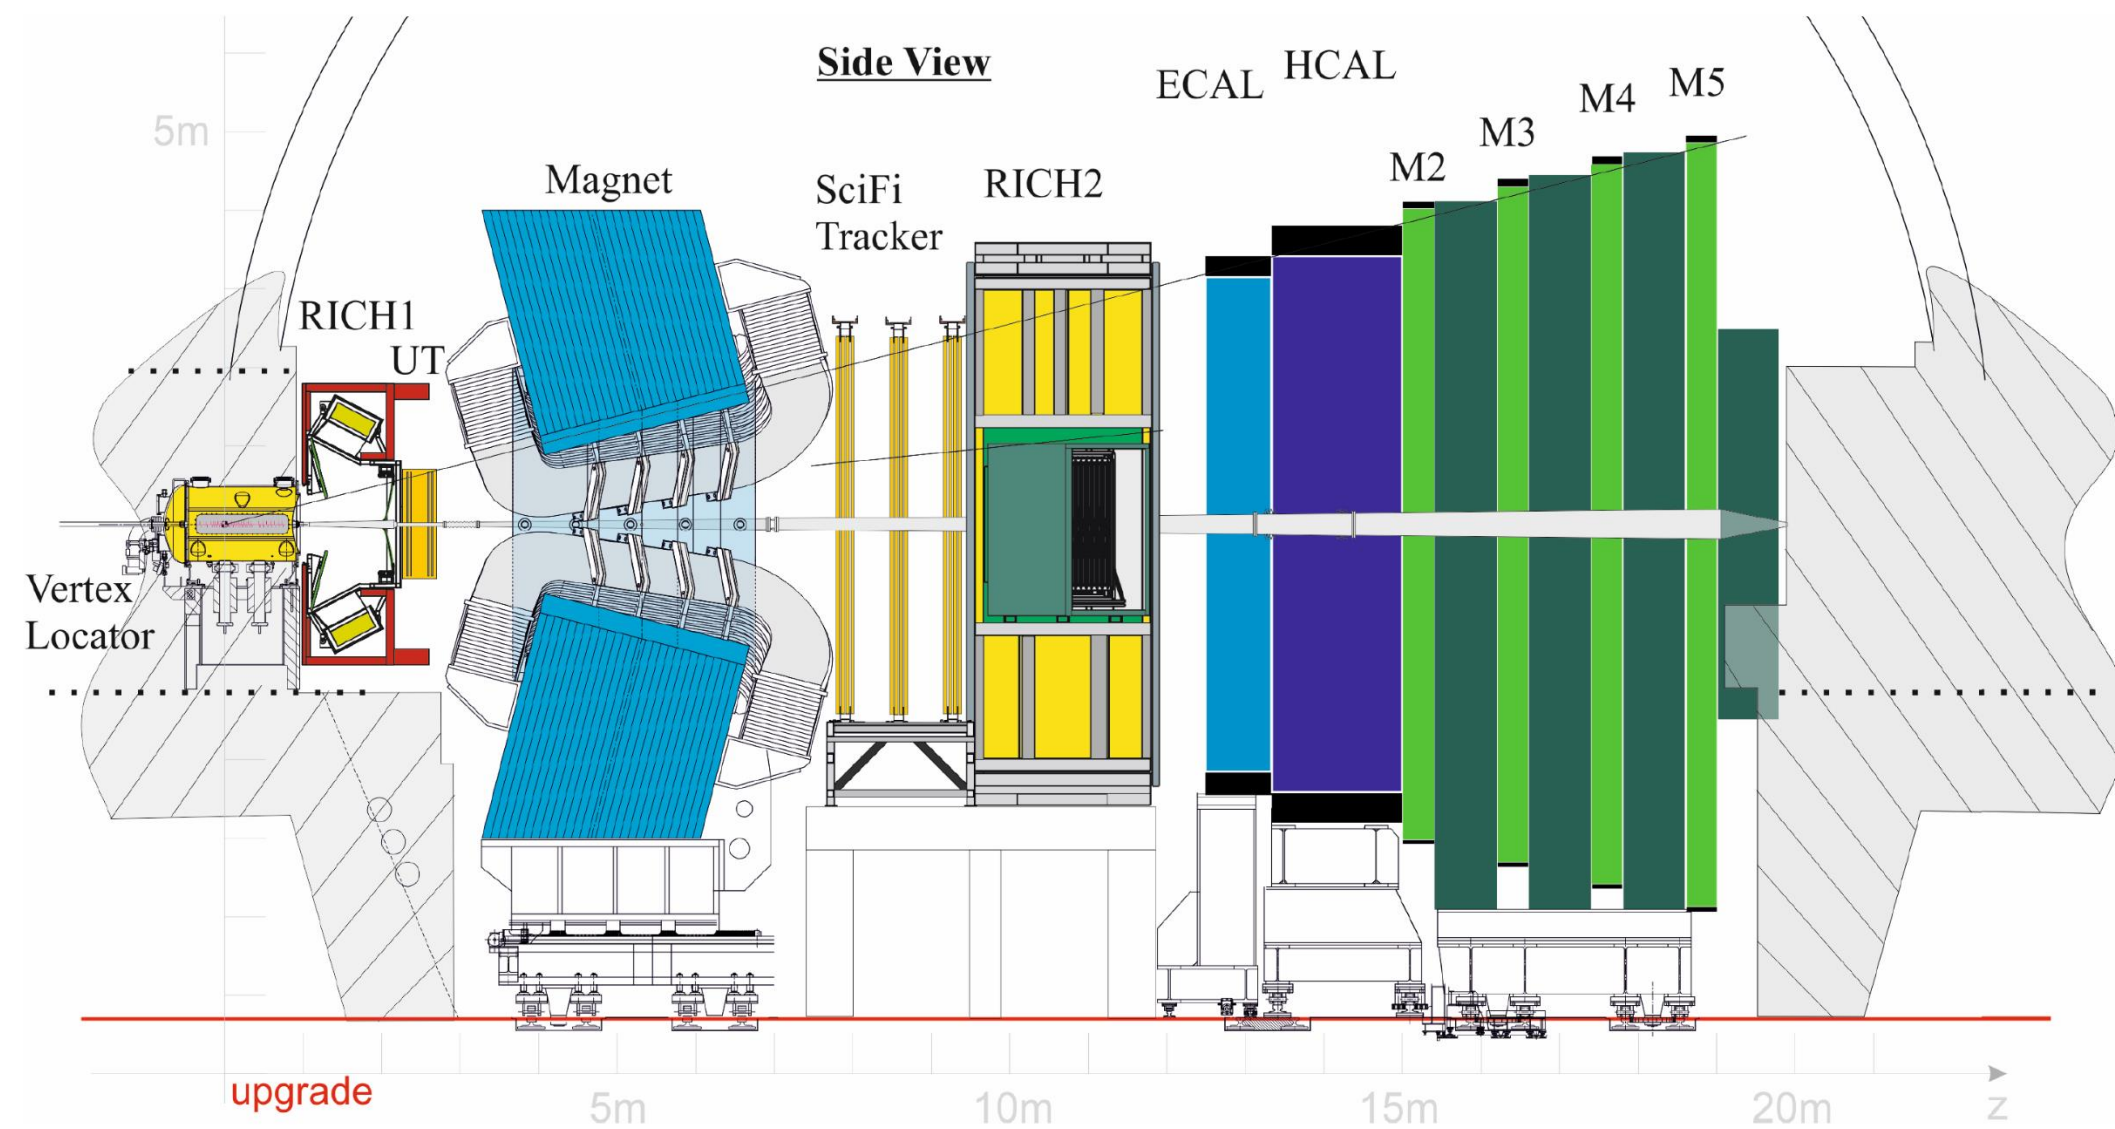 Side View
ECAL
HCAL
M5
M4
M3
M2
5m
Magnet
SciFi
Tracker
RICH2
RICH1
UT
Vertex
Locator
upgrade
5m
10m
15m
20m
z